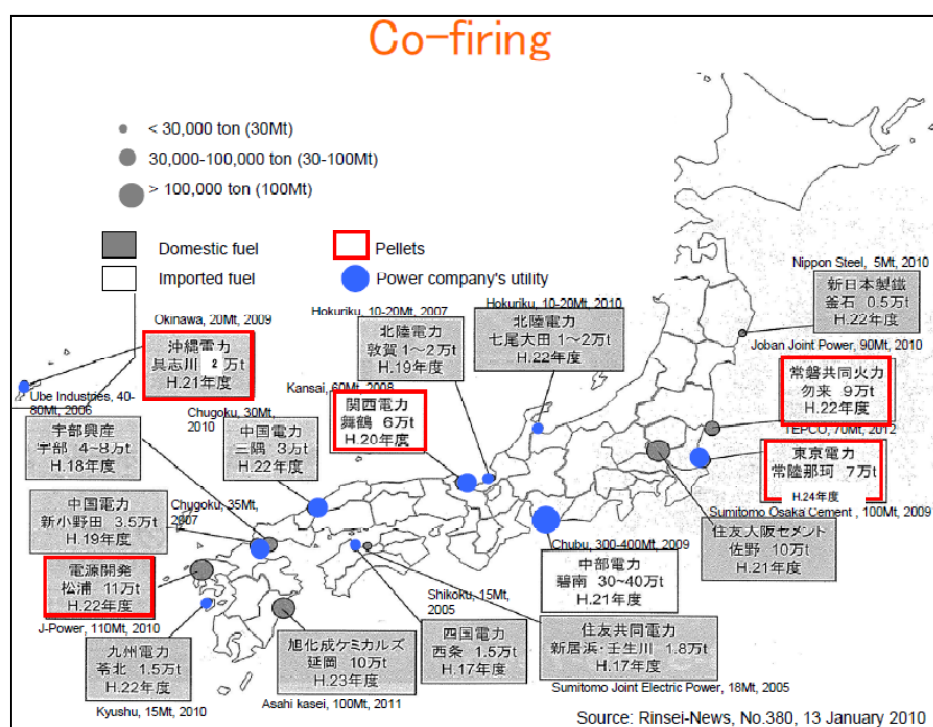 Co-firing
< 30,000 ton (30Mt)
30,000-100,000 ton (30-100Mt)
> 100,000 ton (100Mt)
Domestic fuel
Pellets
Imported fuel
Power company's utility
Okinawa, 20Mt, 2009
沖縄電力
具志川 2 万t
H.21年度
Hokuriku, 10-20Mt, 2007
北陸電力
敦賀 1～2万t
H.19年度
Hokuriku, 10-20Mt, 2010
北陸電力
七尾大田 1～2万t
H.22年度
Nippon Steel, 5Mt, 2010
新日本製鐵
釜石 0.5万t
H.22年度
Joban Joint Power, 90Mt, 2010
常磐共同火力
勿来 9万t
H.22年度
Ube Industries, 40-
80Mt, 2006
宇部興産
宇部 4～8万t
H.18年度
Chugoku, 30Mt,
2010
中国電力
三隅 3万t
H.22年度
Kansai, 60Mt, 2008
関西電力
舞鶴 6万t
H.20年度
TEPCO, 70Mt, 2012
東京電力
常陸那珂 7万t
H.24年度
Chugoku, 35Mt,
2007
中国電力
新小野田 3.5万t
H.19年度
Sumitomo Osaka Cement , 100Mt, 2009
住友大阪セメント
佐野 10万t
H.21年度
Chubu, 300-400Mt, 2009
中部電力
碧南 30～40万t
H.21年度
電源開発
松浦 11万t
H.22年度
J-Power, 110Mt, 2010
九州電力
苓北 1.5万t
H.22年度
Kyushu, 15Mt, 2010
旭化成ケミカルズ
延岡 10万t
H.23年度
Asahi kasei, 100Mt, 2011
Shikoku, 15Mt,
2005
四国電力
西条 1.5万t
H.17年度
住友共同電力
新居浜・壬生川 1.8万t
H.17年度
Sumitomo Joint Electric Power, 18Mt, 2005
Source: Rinsei-News, No.380, 13 January 2010